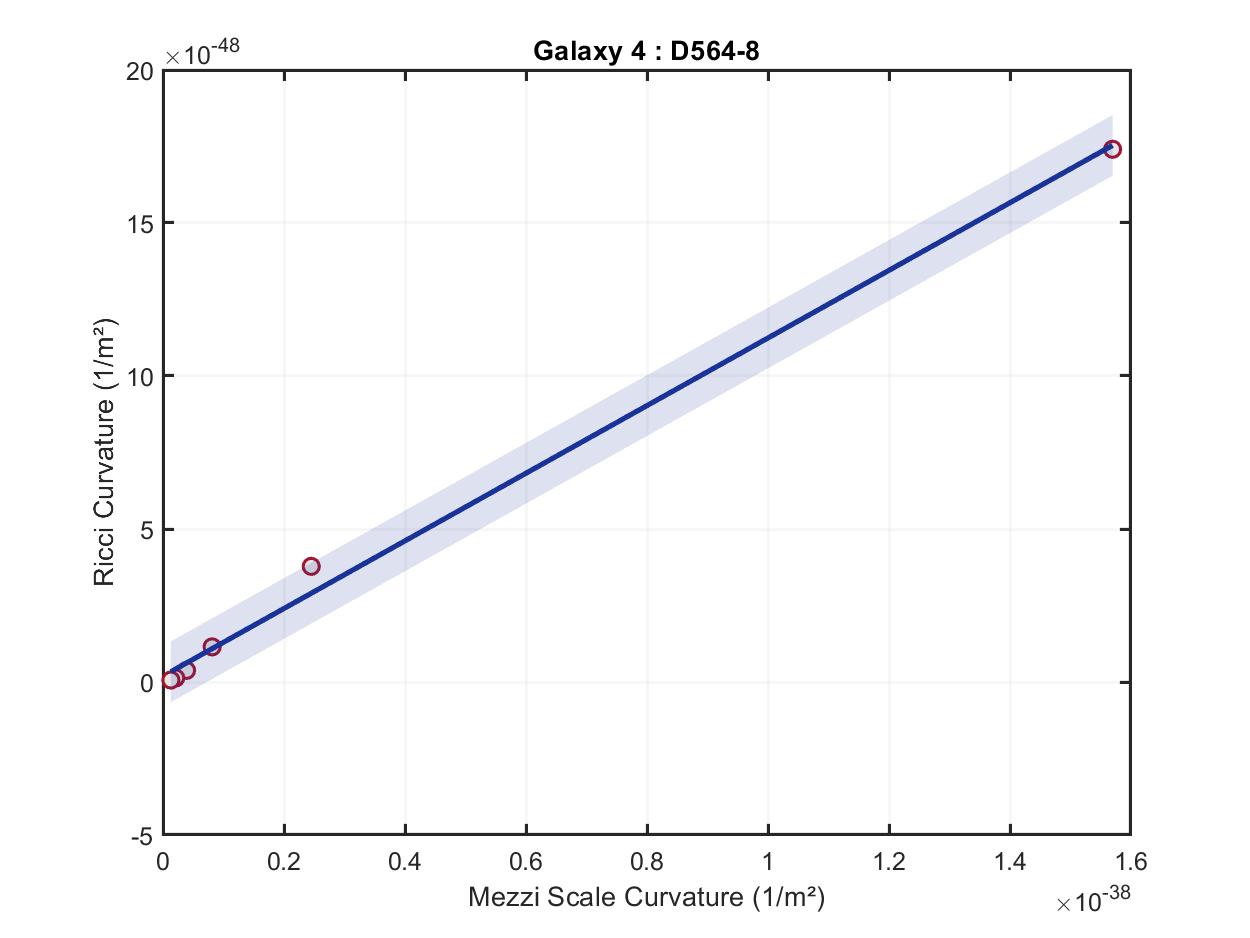 Galaxy 4 : D564-8
×10-48
20
15
10
5
0
-5
Ricci Curvature (1/m²)
0 0.2 0.4 0.6 0.8 1 1.2 1.4 1.6
Mezzi Scale Curvature (1/m²)
×10-38